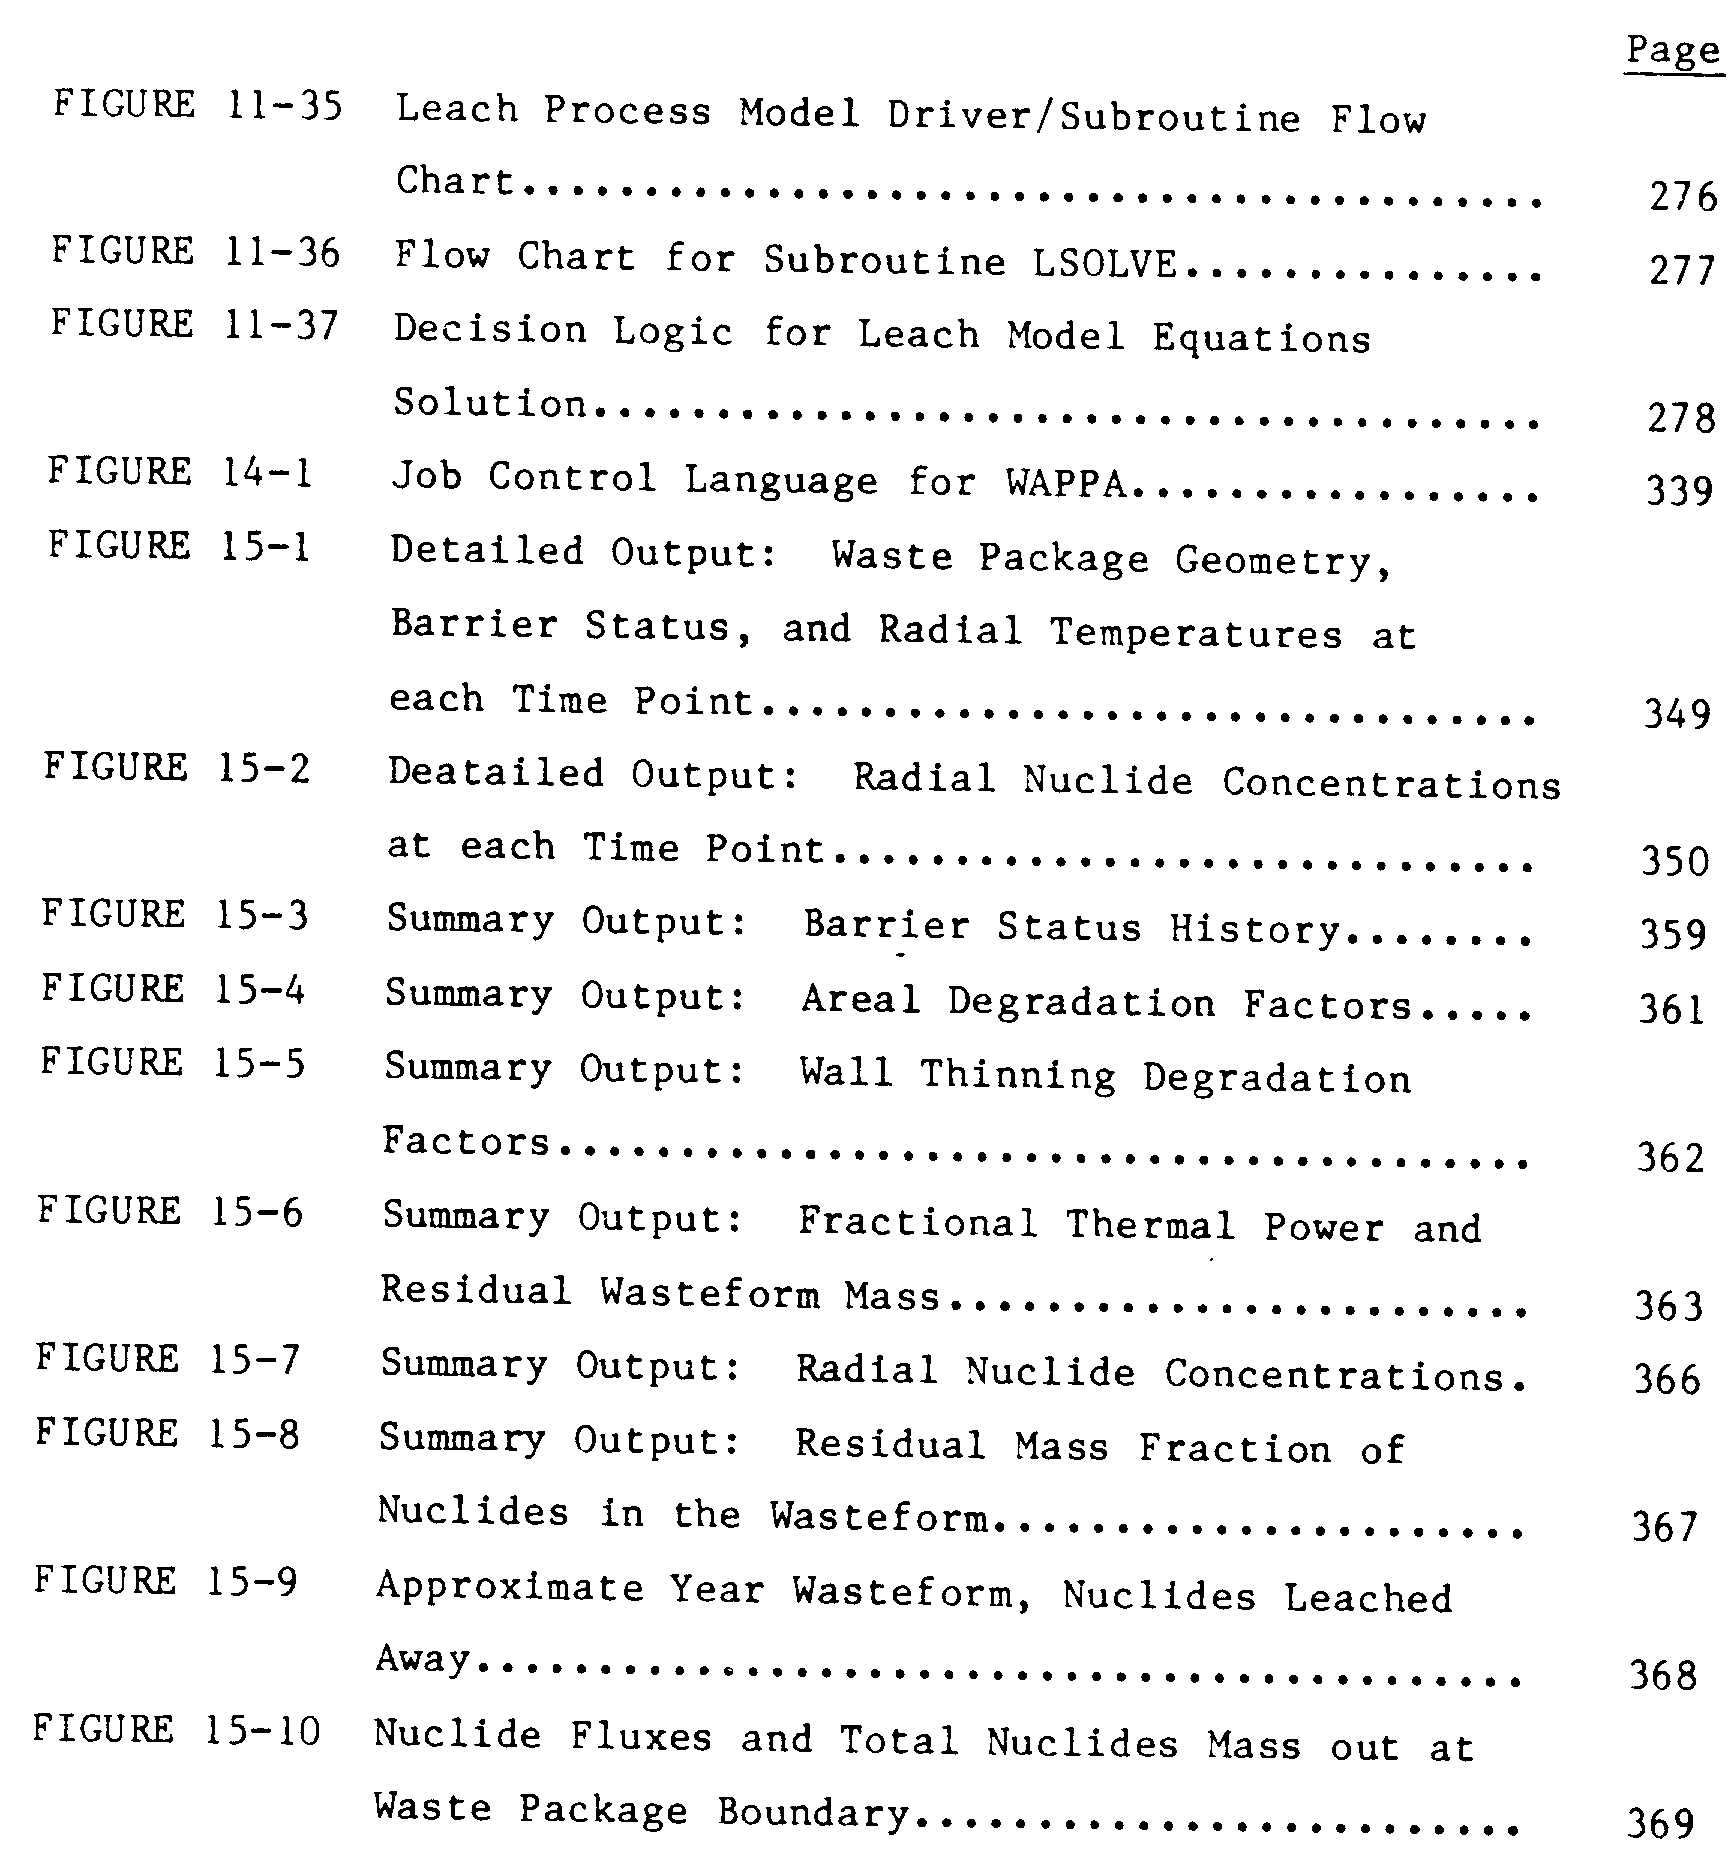 Page
FIGURE 11-35 Leach Process Model Driver/Subroutine Flow
Chart.......................................... 276
FIGURE 11-36 Flow Chart for Subroutine LSOLVE............... 277
FIGURE 11-37 Decision Logic for Leach Model Equations
Solution....................................... 278
FIGURE 14-1 Job Control Language for WAPPA................. 339
FIGURE 15-1 Detailed Output: Waste Package Geometry,
Barrier Status, and Radial Temperatures at
each Time Point................................ 349
FIGURE 15-2 Deatailed Output: Radial Nuclide Concentrations
at each Time Point............................. 350
FIGURE 15-3 Summary Output: Barrier Status History........ 359
FIGURE 15-4 Summary Output: Areal Degradation Factors..... 361
FIGURE 15-5 Summary Output: Wall Thinning Degradation
Factors........................................ 362
FIGURE 15-6 Summary Output: Fractional Thermal Power and
Residual Wasteform Mass........................ 363
FIGURE 15-7 Summary Output: Radial Nuclide Concentrations. 366
FIGURE 15-8 Summary Output: Residual Mass Fraction of
Nuclides in the Wasteform...................... 367
FIGURE 15-9 Approximate Year Wasteform, Nuclides Leached
Away........................................... 368
FIGURE 15-10 Nuclide Fluxes and Total Nuclides Mass out at
Waste Package Boundary......................... 369